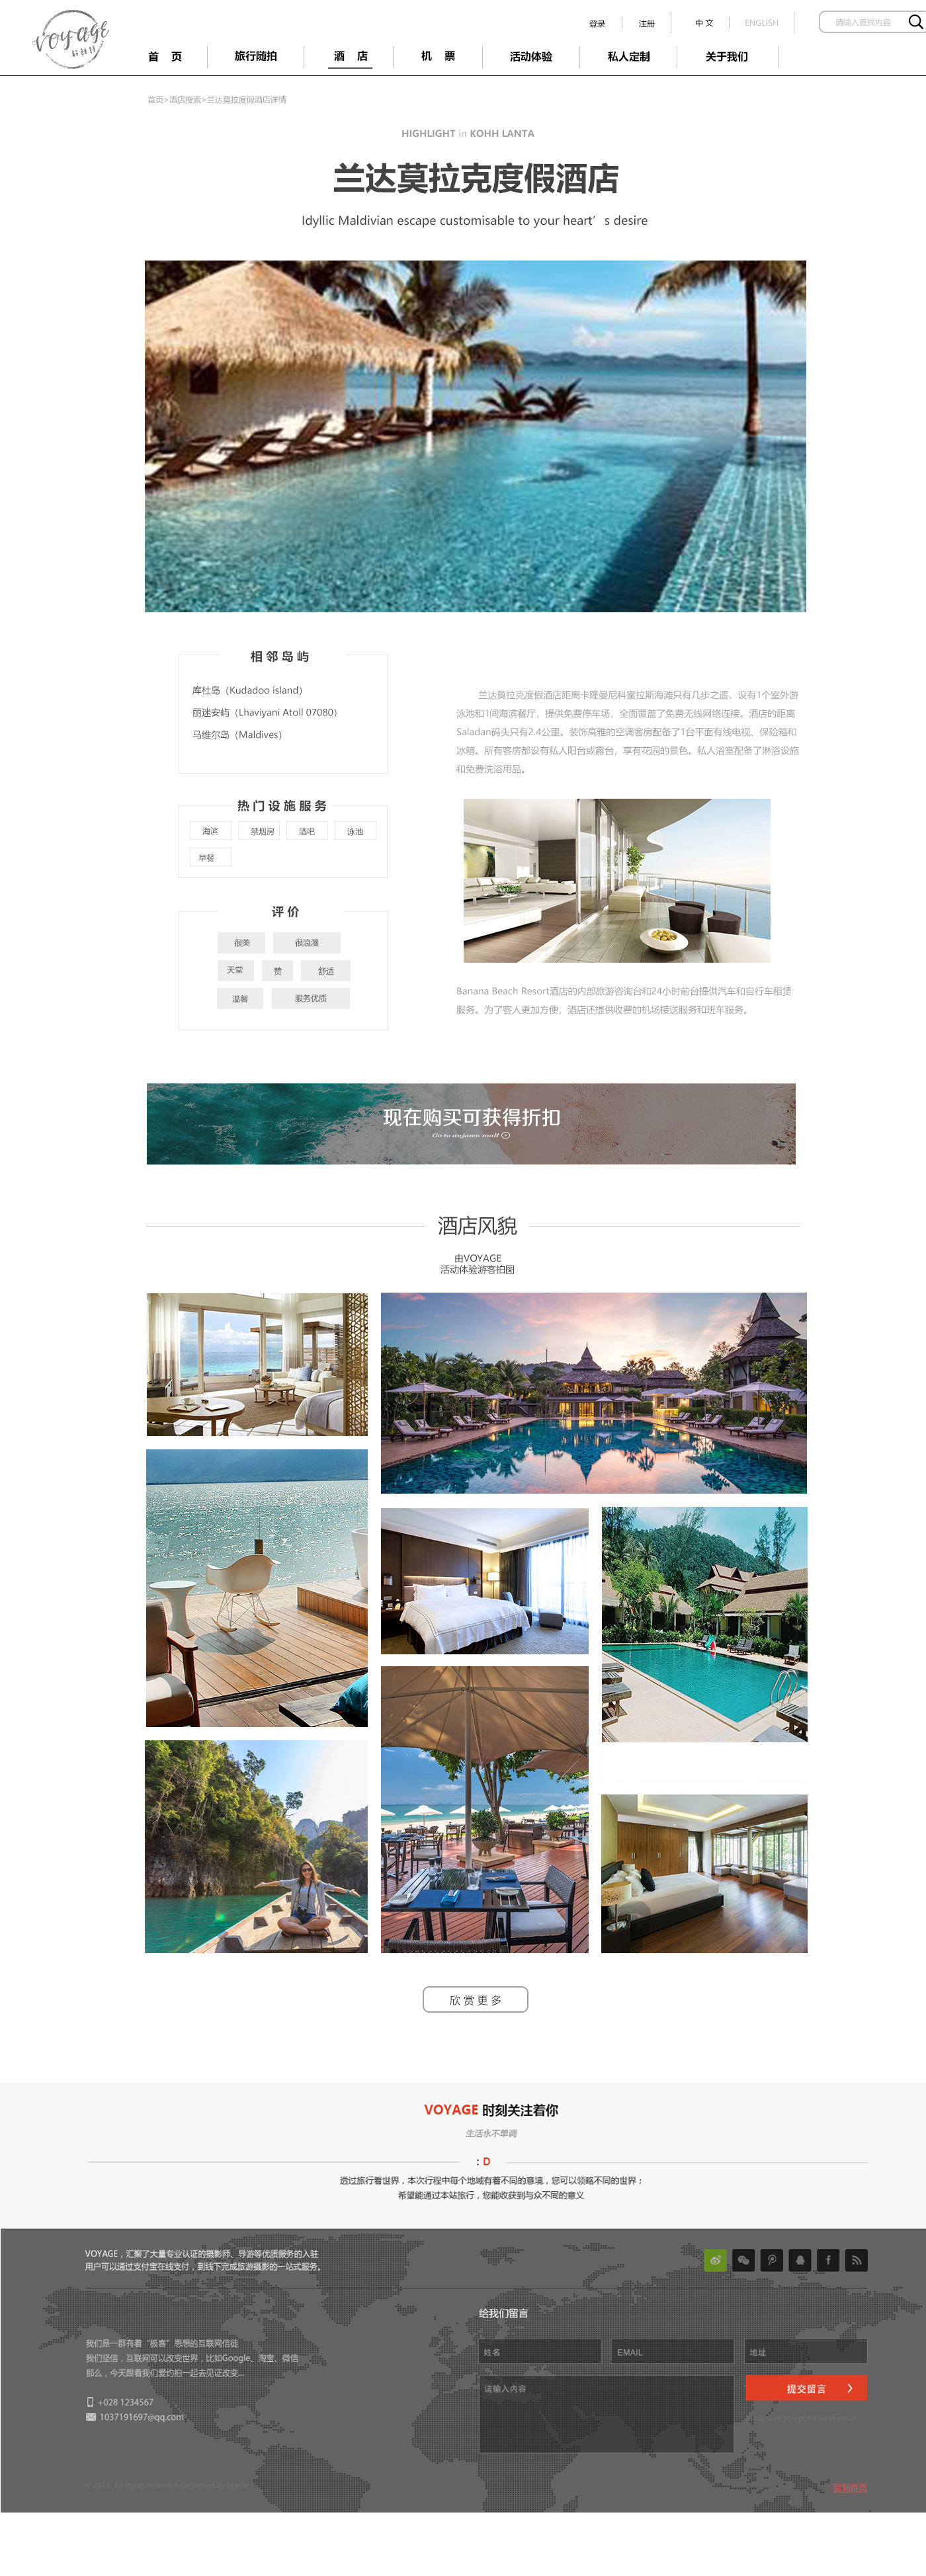 voyage
登录
注册
中 文
ENGLISH
请输入查找内容
首 页
旅行随拍
酒 店
机 票
活动体验
私人定制
关于我们
首页>酒店搜索>兰达莫拉度假酒店详情
HIGHLIGHT in KOHH LANTA
兰达莫拉克度假酒店
Idyllic Maldivian escape customisable to your heart’s desire
相邻岛屿
库杜岛（Kudadoo island）
丽迷安屿（Lhaviyani Atoll 07080）
马维尔岛（Maldives）
热门设施服务
海滨
禁烟房
酒吧
泳池
早餐
评价
很美
很浪漫
天堂
赞
舒适
温馨
服务优质
兰达莫拉克度假酒店距离卡隆曼尼科蜜拉斯海滩只有几步之遥，设有1个室外游
泳池和1间海滨餐厅，提供免费停车场，全面覆盖了免费无线网络连接。酒店的距离
Saladan码头只有2.4公里。装饰高雅的空调客房配备了1台平面有线电视、保险箱和
冰箱。所有客房都设有私人阳台或露台，享有花园的景色。私人浴室配备了淋浴设施
和免费洗浴用品。
Banana Beach Resort酒店的内部旅游咨询台和24小时前台提供汽车和自行车租赁
服务。为了客人更加方便，酒店还提供收费的机场接送服务和班车服务。
现在购买可获得折扣
酒店风貌
由VOYAGE
活动体验游客拍图
欣赏更多
VOYAGE 时刻关注着你
生活永不单调
: D
透过旅行看世界，本次行程中每个地域有着不同的意境，您可以领略不同的世界；
希望能通过本站旅行，您能收获到与众不同的意义
VOYAGE，汇聚了大量专业认证的摄影师、导游等优质服务的入驻
用户可以通过支付宝在线支付，到线下完成旅游摄影的一站式服务。
给我们留言
我们是一群有着“极客”思想的互联网信徒
我们坚信，互联网可以改变世界，比如Google、淘宝、微信
那么，今天跟着我们爱约拍一起去见证改变...
+028 1234567
1037191697@qq.com
姓名
EMAIL
地址
请输入内容
提交留言